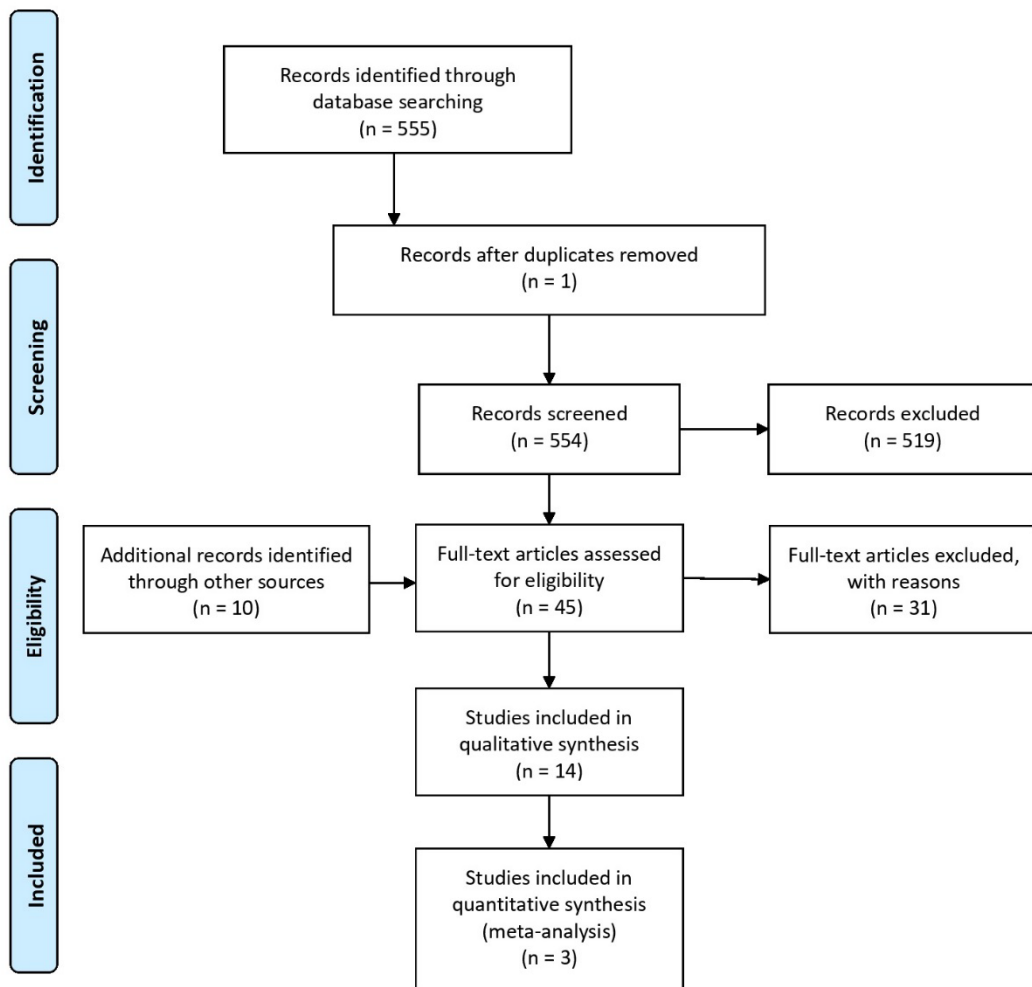 Identification
Records identified through
database searching
(n = 555)
Records after duplicates removed
(n = 1)
Screening
Records screened
(n = 554)
Records excluded
(n = 519)
Eligibility
Additional records identified
through other sources
(n = 10)
Full-text articles assessed
for eligibility
(n = 45)
Full-text articles excluded,
with reasons
(n = 31)
Studies included in
qualitative synthesis
(n = 14)
Included
Studies included in
quantitative synthesis
(meta-analysis)
(n = 3)